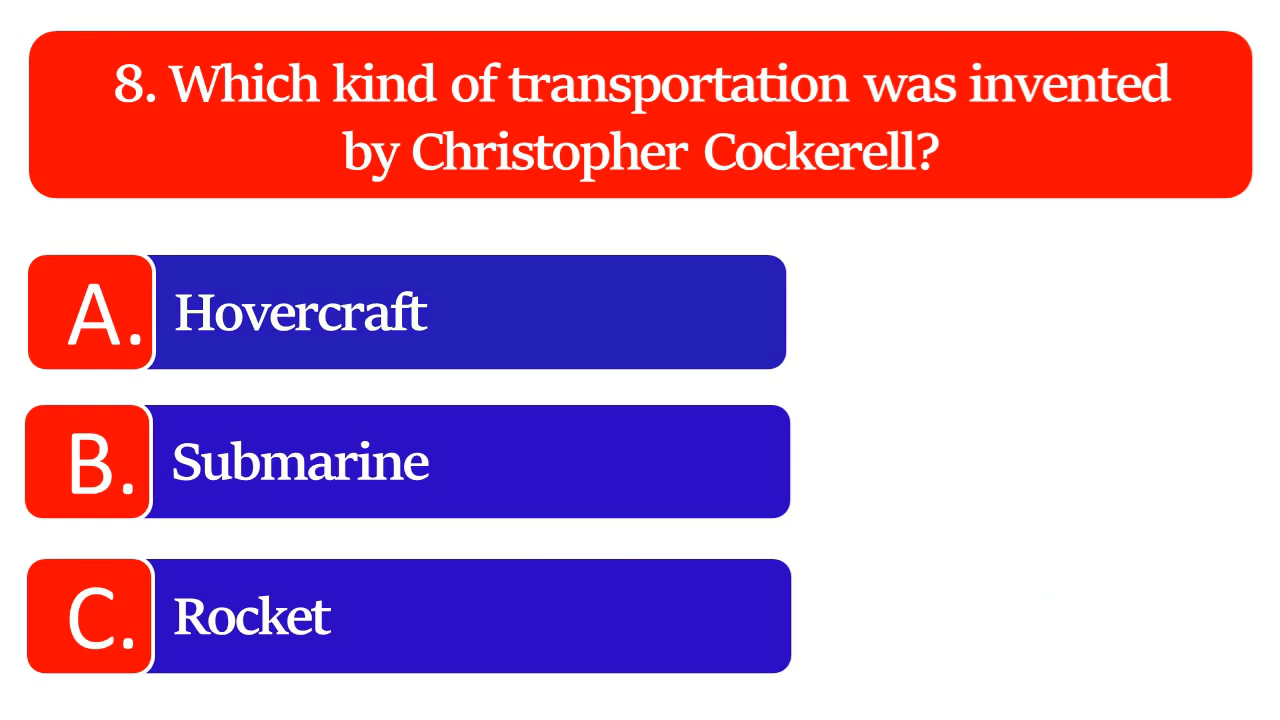 8. Which kind of transportation was invented
by Christopher Cockerell?
A. Hovercraft
B. Submarine
C. Rocket